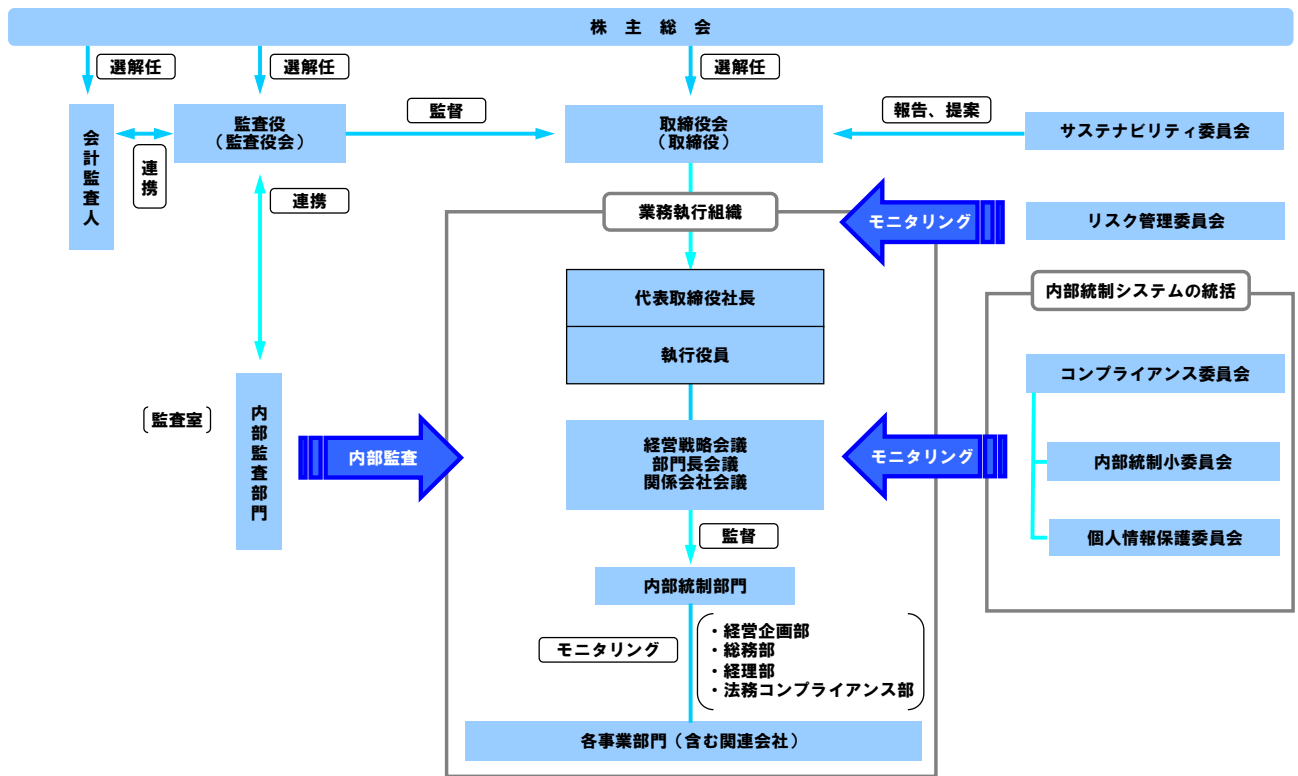 株主総会
選解任
選解任
選解任
会計監査人
連携
監査役
（監査役会）
監督
取締役会
（取締役）
報告、提案
サステナビリティ委員会
連携
業務執行組織
モニタリング
リスク管理委員会
代表取締役社長
執行役員
内部統制システムの統括
コンプライアンス委員会
内部統制小委員会
個人情報保護委員会
監査室
内部監査部門
内部監査
経営戦略会議
部門長会議
関係会社会議
モニタリング
監督
内部統制部門
モニタリング
・経営企画部
・総務部
・経理部
・法務コンプライアンス部
各事業部門（含む関連会社）